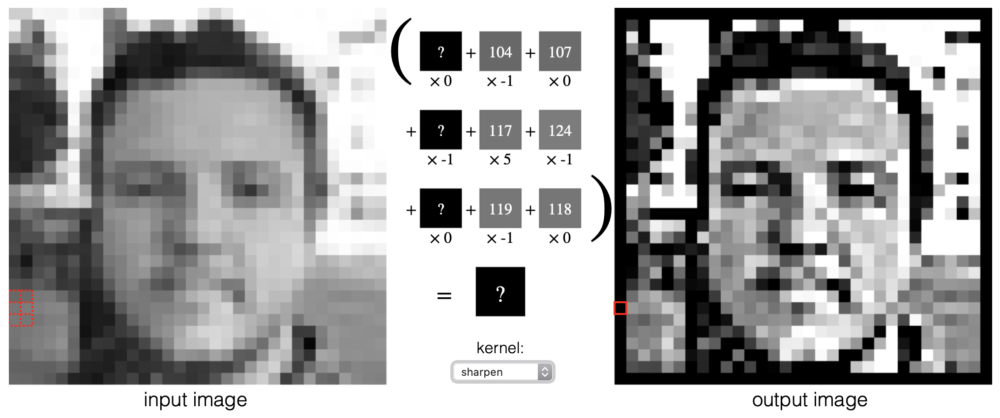 ( ? + 104 + 107
× 0 × -1 × 0
+ ? + 117 + 124
× -1 × 5 × -1
+ ? + 119 + 118 )
× 0 × -1 × 0
= ?
kernel:
sharpen
input image
output image